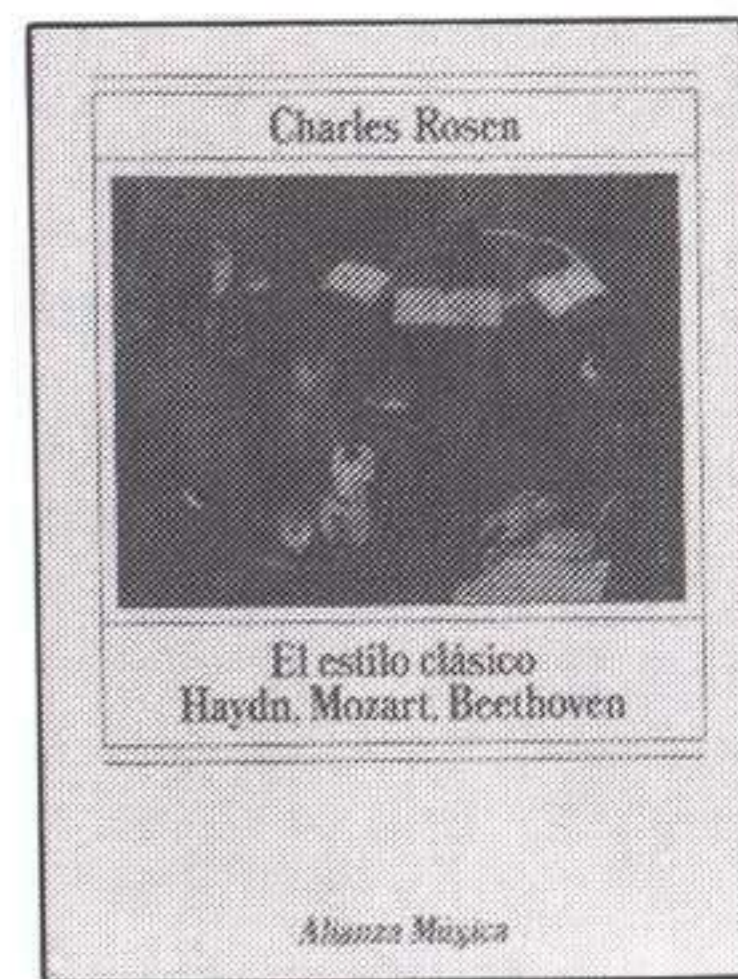 Charles Rosen
El estilo clásico
Haydn, Mozart, Beethoven
Alianza Música